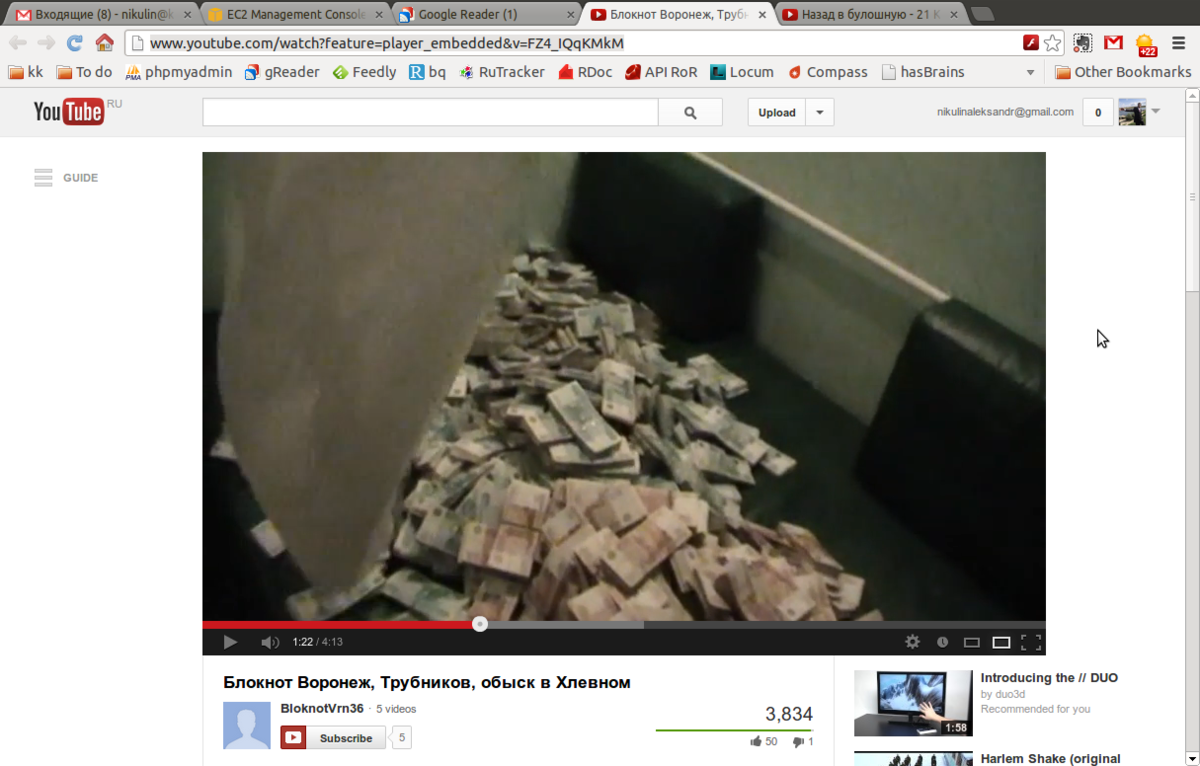 Входящие (8) - nikulin@k
EC2 Management Console
Google Reader (1)
Блокнот Воронеж, Труб
Назад в булошную - 21 К
www.youtube.com/watch?feature=player_embedded&v=FZ4_IQqKMkM
+22
kk
To do
PMA phpmyadmin
gReader
Feedly
R bq
RuTracker
RDoc
API RoR
Locum
Compass
hasBrains
Other Bookmarks
YouTube RU
Upload
nikulinaleksandr@gmail.com
0
GUIDE
1:22 / 4:13
Блокнот Воронеж, Трубников, обыск в Хлевном
BloknotVrn36 · 5 videos
Subscribe 5
3,834
50 1
1:58
Introducing the // DUO
by duo3d
Recommended for you
Harlem Shake (original